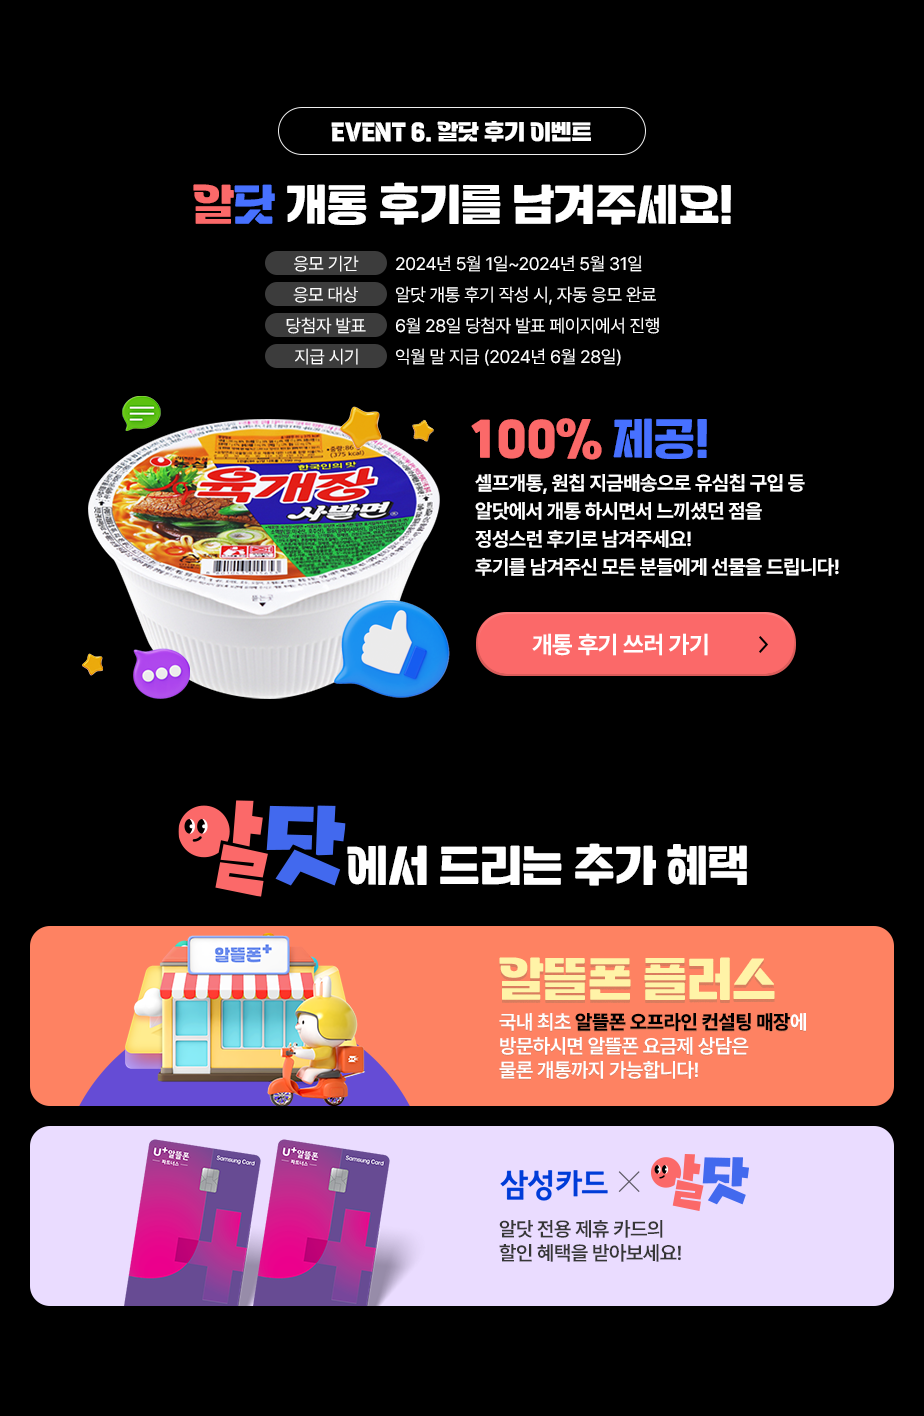 EVENT 6. 알닷 후기 이벤트
알닷 개통 후기를 남겨주세요!
응모 기간 2024년 5월 1일~2024년 5월 31일
응모 대상 알닷 개통 후기 작성 시, 자동 응모 완료
당첨자 발표 6월 28일 당첨자 발표 페이지에서 진행
지급 시기 익월 말 지급 (2024년 6월 28일)
농심
한국인의 맛
육개장
사발면
•중량:86
(375 kcal)
100% 제공!
셀프개통, 원칩 지금배송으로 유심칩 구입 등
알닷에서 개통 하시면서 느끼셨던 점을
정성스런 후기로 남겨주세요!
후기를 남겨주신 모든 분들에게 선물을 드립니다!
개통 후기 쓰러 가기
알닷에서 드리는 추가 혜택
알뜰폰+
알뜰폰 플러스
국내 최초 알뜰폰 오프라인 컨설팅 매장에
방문하시면 알뜰폰 요금제 상담은
물론 개통까지 가능합니다!
U+알뜰폰
파트너스
Samsung Card
U+알뜰폰
파트너스
Samsung Card
삼성카드 × 알닷
알닷 전용 제휴 카드의
할인 혜택을 받아보세요!